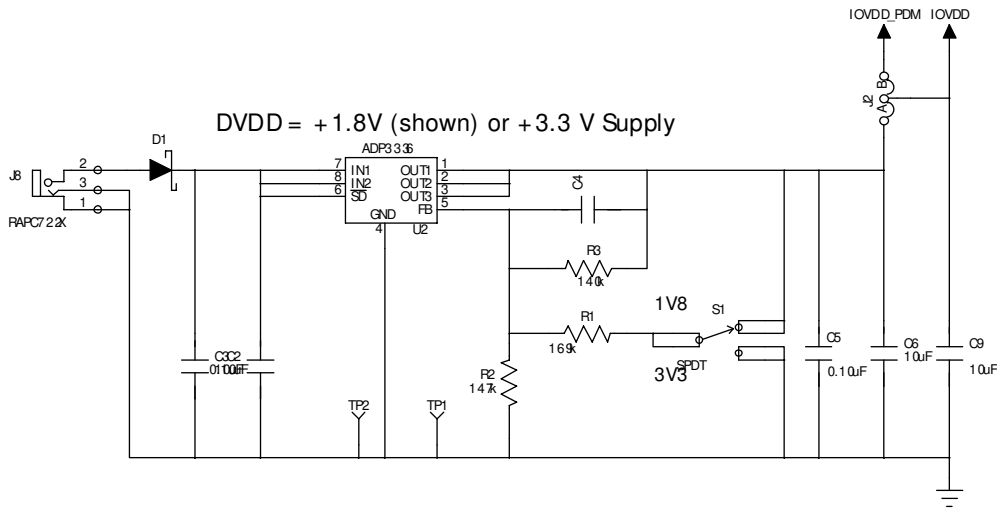 IOVDD_PDM IOVDD
J2
B
A
DVDD = +1.8V (shown) or +3.3 V Supply
D1
ADP3336
J8
2
3
1
RAPC722X
7 IN1 OUT1 1
8 IN2 OUT2 2
6 SD OUT3 3
FB 5
GND
4 U2
C4
R3
140k
1V8
S1
R1
169k
SPDT
3V3
R2
147k
C3 C2
C5
0.10uF
C6
10uF
C9
10uF
TP2
TP1